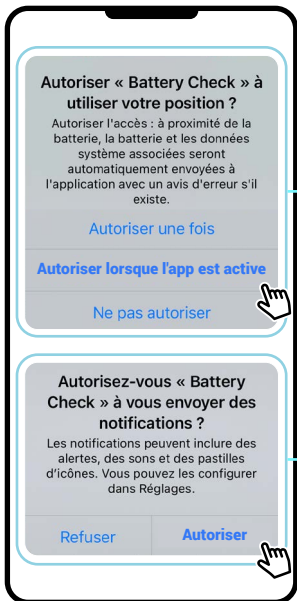 Autoriser « Battery Check » à
utiliser votre position ?
Autoriser l'accès : à proximité de la
batterie, la batterie et les données
système associées seront
automatiquement envoyées à
l'application avec un avis d'erreur s'il
existe.
Autoriser une fois
Autoriser lorsque l'app est active
Ne pas autoriser
Autorisez-vous « Battery
Check » à vous envoyer des
notifications ?
Les notifications peuvent inclure des
alertes, des sons et des pastilles
d'icônes. Vous pouvez les configurer
dans Réglages.
Refuser
Autoriser